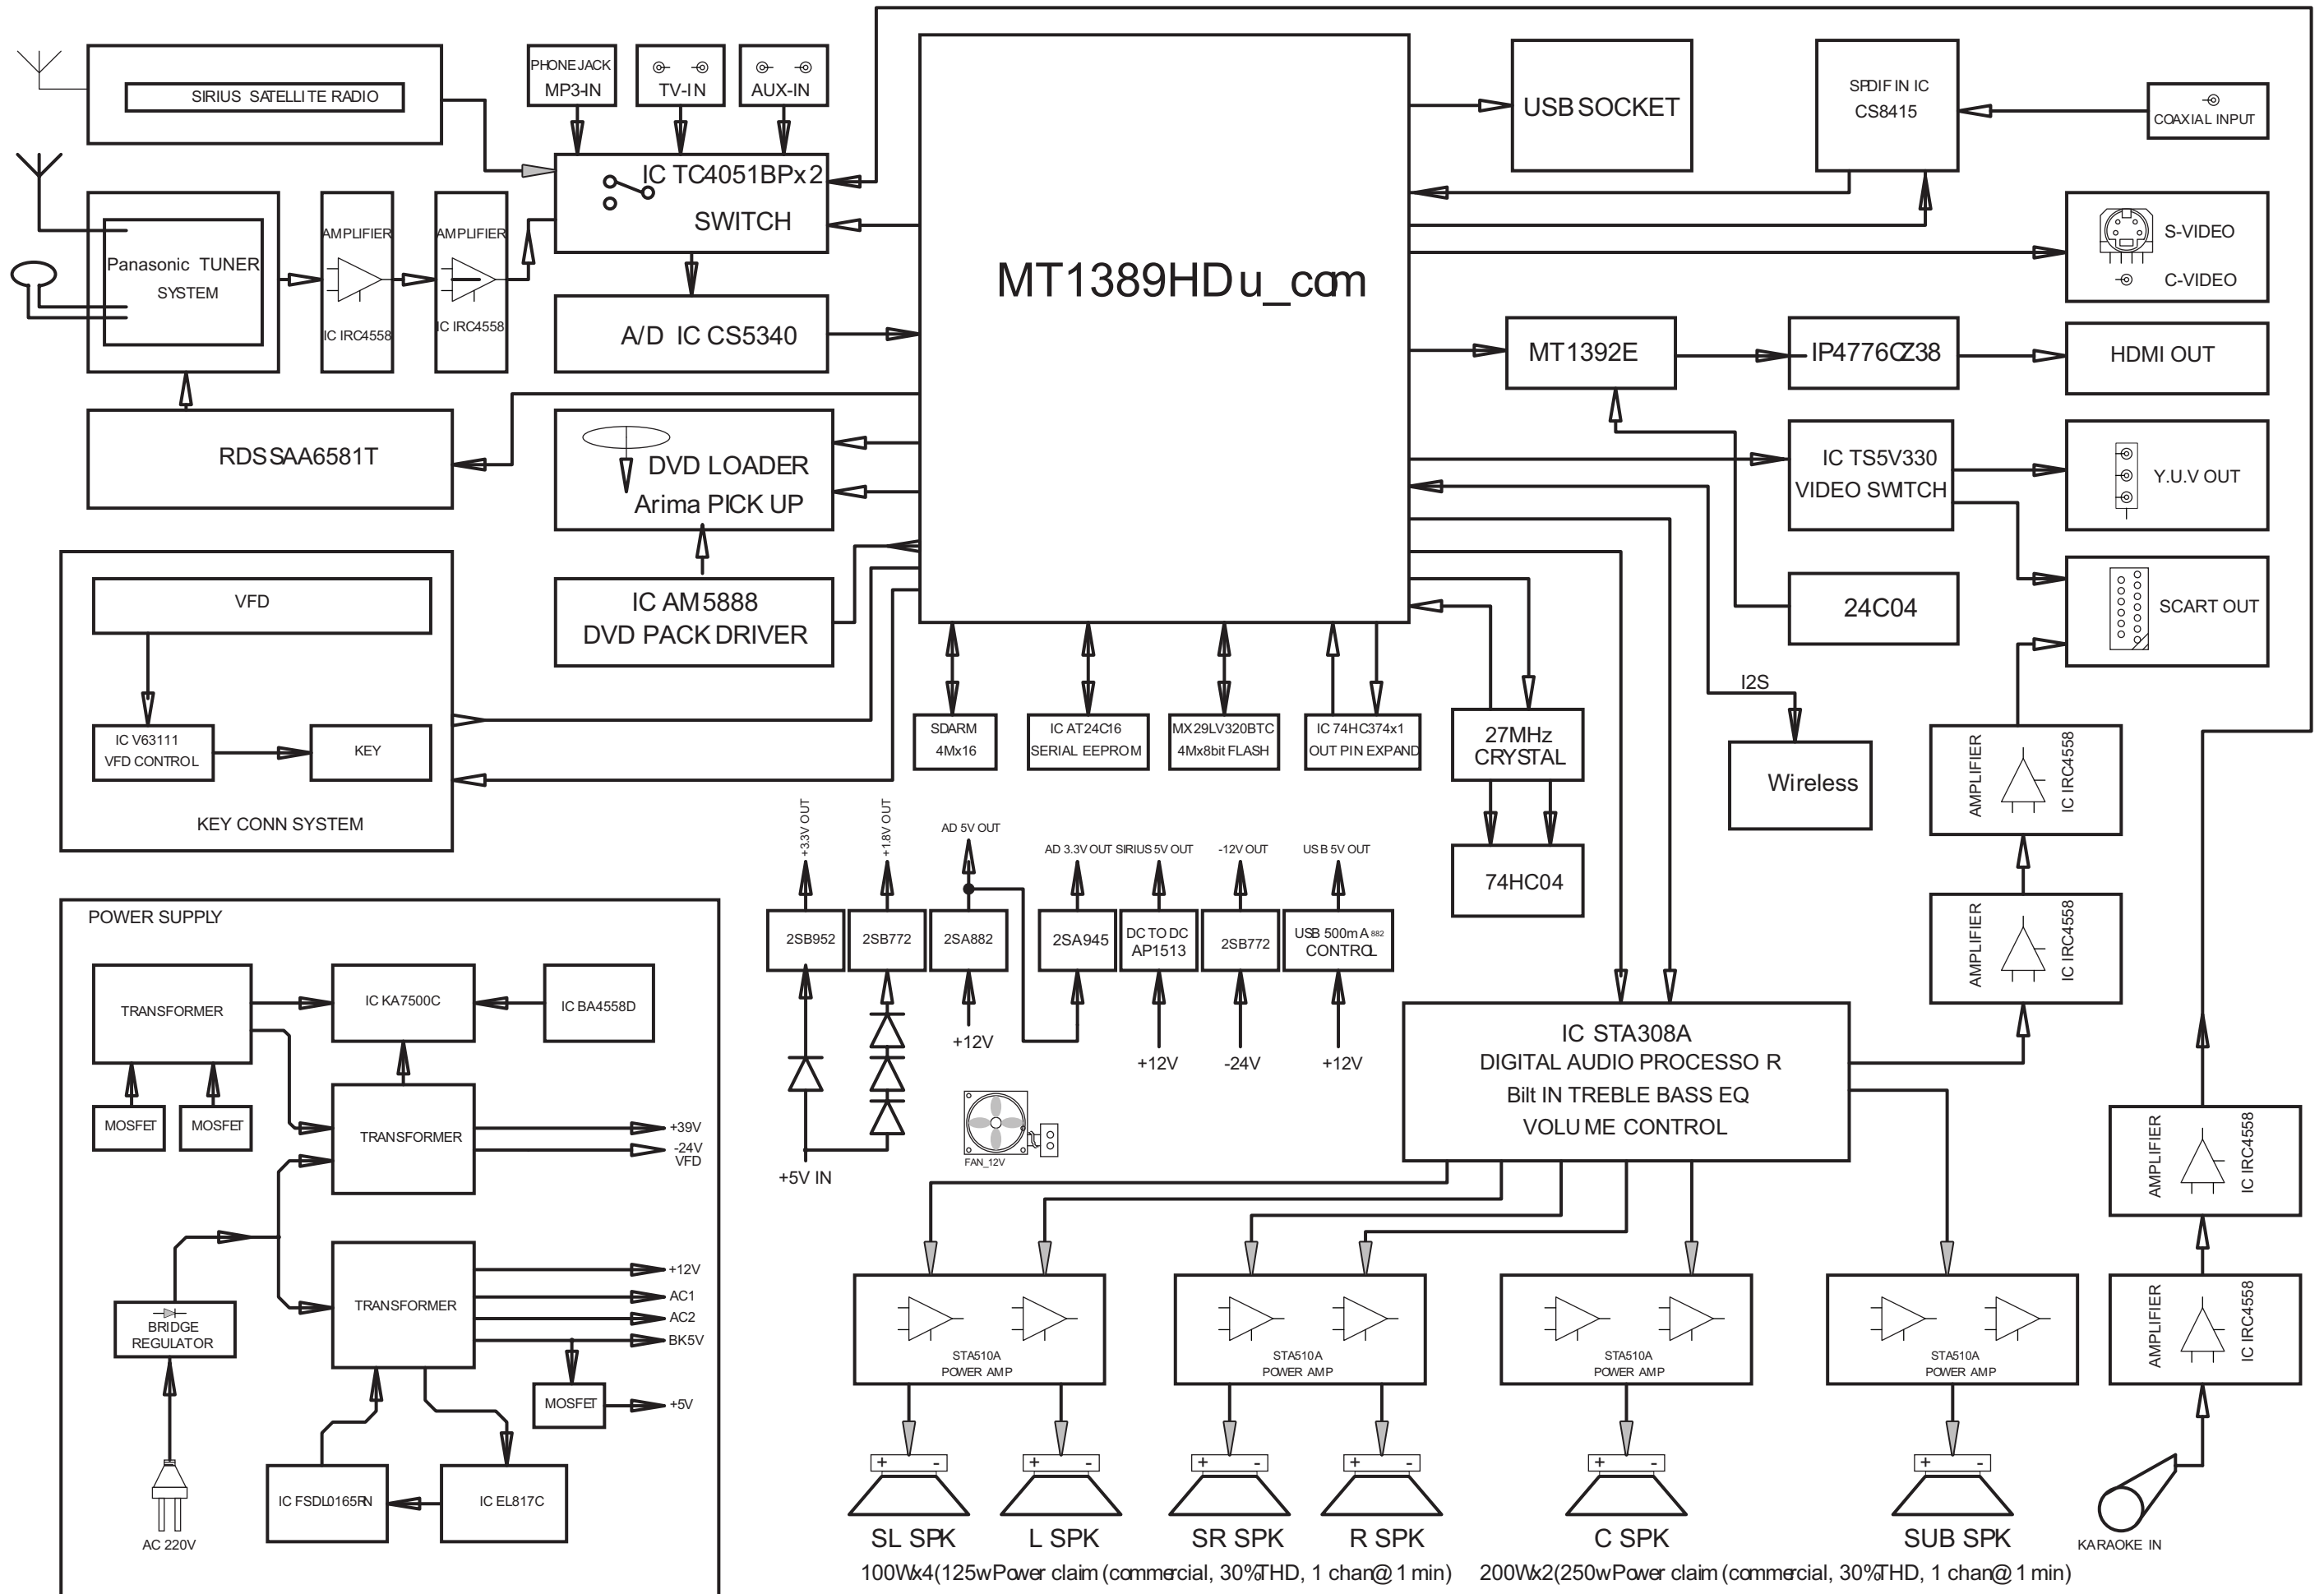 SIRIUS SATELLITE RADIO
PHONE JACK
MP3-IN
TV-IN
AUX-IN
IC TC4051BPx2
SWITCH
Panasonic TUNER
SYSTEM
AMPLIFIER
IC IRC4558
AMPLIFIER
IC IRC4558
A/D IC CS5340
RDSSAA6581T
DVD LOADER
Arima PICK UP
IC AM5888
DVD PACK DRIVER
MT1389HDu_com
USB SOCKET
SPDIF IN IC
CS8415
COAXIAL INPUT
S-VIDEO
C-VIDEO
MT1392E
IP4776CZ38
HDMI OUT
IC TS5V330
VIDEO SWITCH
Y.U.V OUT
24C04
SCART OUT
VFD
IC V63111
VFD CONTROL
KEY
KEY CONN SYSTEM
SDARM
4Mx16
IC AT24C16
SERIAL EEPROM
MX29LV320BTC
4Mx8bit FLASH
IC 74HC374x1
OUT PIN EXPAND
27MHz
CRYSTAL
74HC04
I2S
Wireless
AMPLIFIER
IC IRC4558
AMPLIFIER
IC IRC4558
+3.3V OUT
+1.8V OUT
AD 5V OUT
AD 3.3V OUT
SIRIUS 5V OUT
-12V OUT
USB 5V OUT
2SB952
2SB772
2SA882
2SA945
DC TO DC
AP1513
2SB772
USB 500mA 882
CONTROL
+12V
+12V
-24V
+12V
+5V IN
FAN_12V
POWER SUPPLY
TRANSFORMER
IC KA7500C
IC BA4558D
MOSFET
MOSFET
TRANSFORMER
+39V
-24V
VFD
TRANSFORMER
+12V
AC1
AC2
BK5V
BRIDGE
REGULATOR
MOSFET
+5V
IC FSDL0165RN
IC EL817C
AC 220V
IC STA308A
DIGITAL AUDIO PROCESSO R
Bilt IN TREBLE BASS EQ
VOLUME CONTROL
STA510A
POWER AMP
STA510A
POWER AMP
STA510A
POWER AMP
STA510A
POWER AMP
AMPLIFIER
IC IRC4558
AMPLIFIER
IC IRC4558
+ -
+ -
+ -
+ -
+ -
+ -
SL SPK
L SPK
SR SPK
R SPK
C SPK
SUB SPK
KARAOKE IN
100Wx4(125wPower claim (commercial, 30%THD, 1 chan@ 1 min)
200Wx2(250wPower claim (commercial, 30%THD, 1 chan@ 1 min)